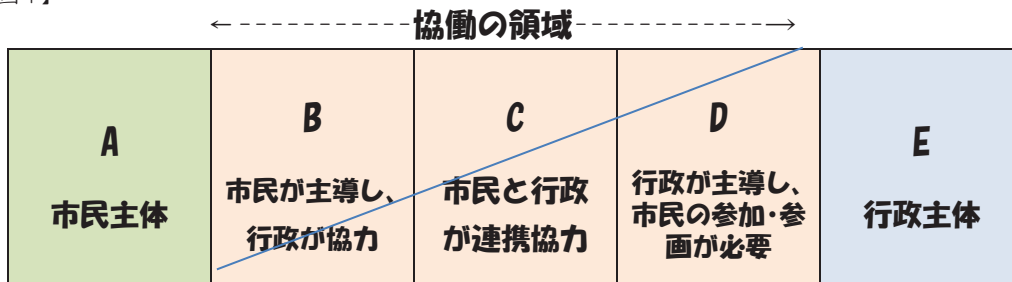 協働の領域
A
市民主体
B
市民が主導し、
行政が協力
C
市民と行政
が連携協力
D
行政が主導し、
市民の参加・参
画が必要
E
行政主体